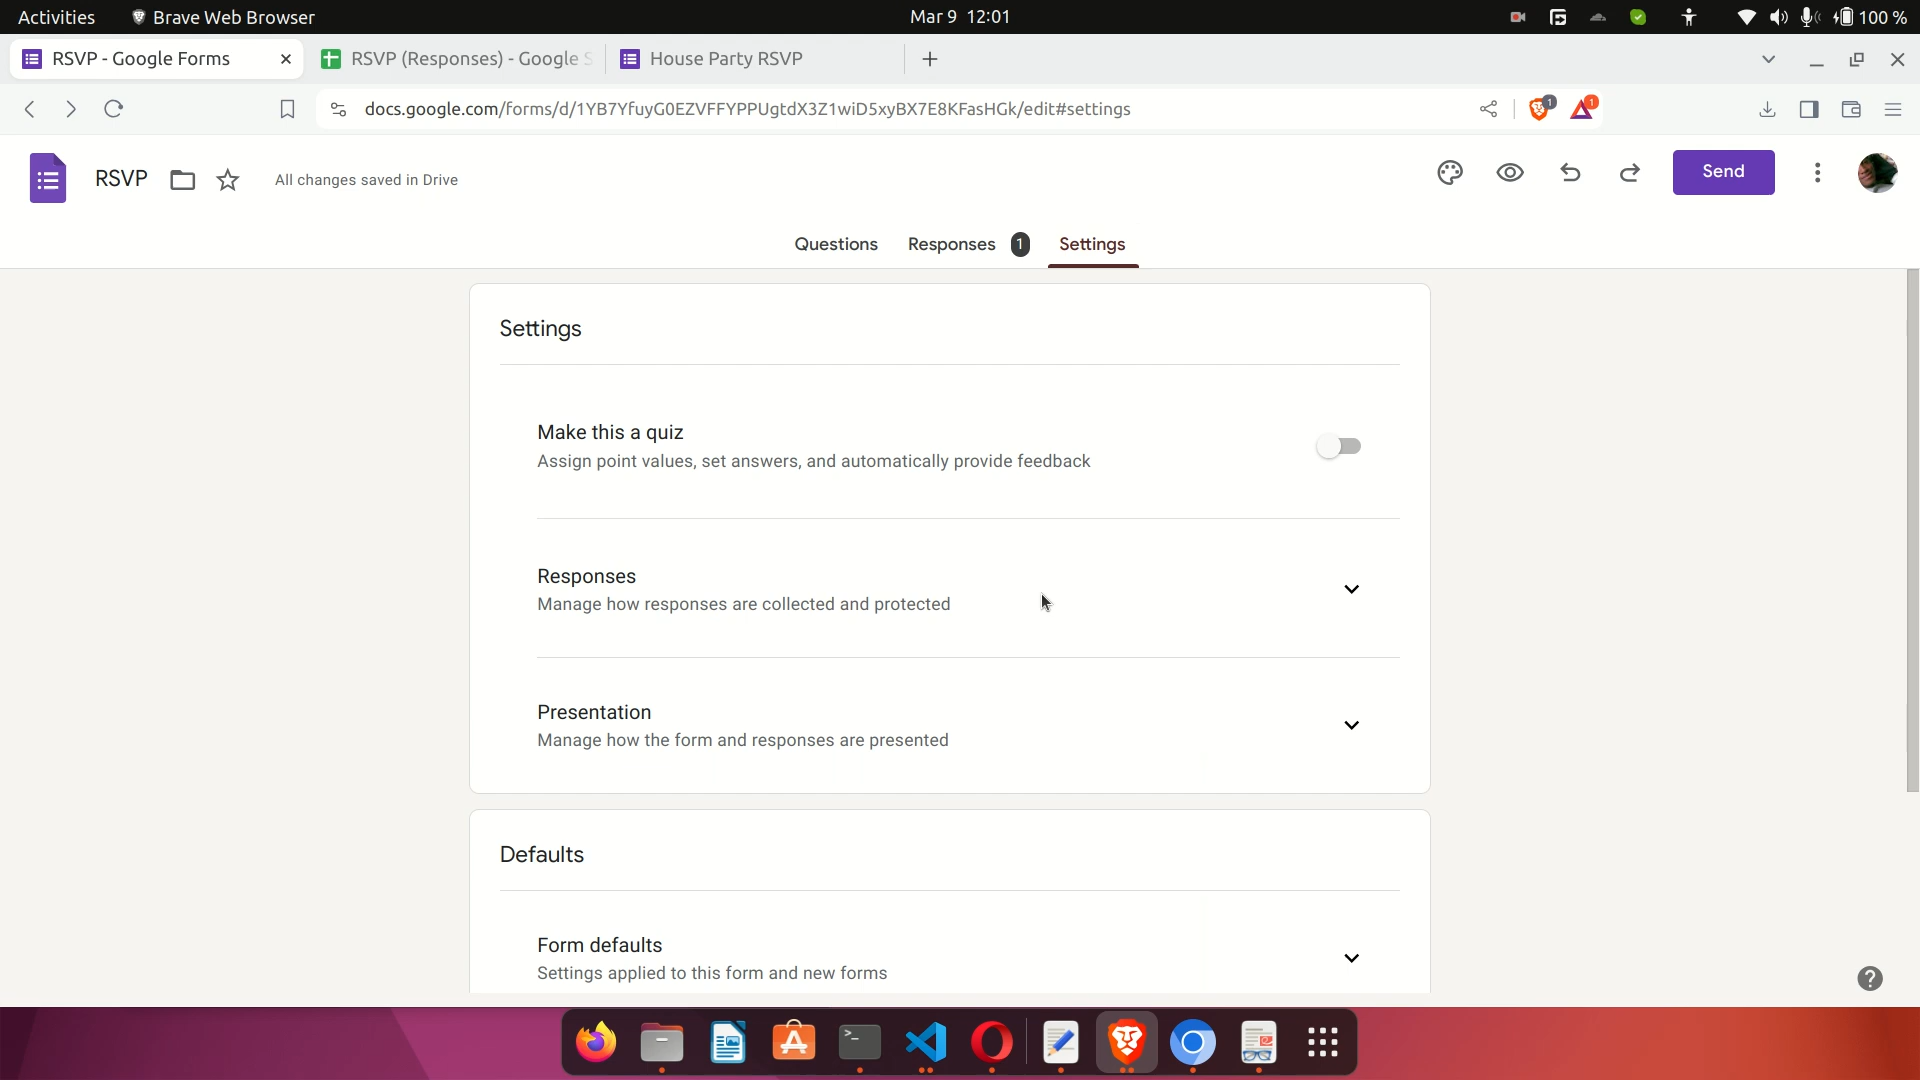 Activities
Brave Web Browser
Mar 9 12:01
100 %
RSVP - Google Forms
RSVP (Responses) - Google S
House Party RSVP
docs.google.com/forms/d/1YB7YfuyG0EZVFFYPPUgtdX3Z1wiD5xyBX7E8KFasHGk/edit#settings
1
1
RSVP
All changes saved in Drive
Send
Questions
Responses
1
Settings
Settings
Make this a quiz
Assign point values, set answers, and automatically provide feedback
Responses
Manage how responses are collected and protected
Presentation
Manage how the form and responses are presented
Defaults
Form defaults
Settings applied to this form and new forms